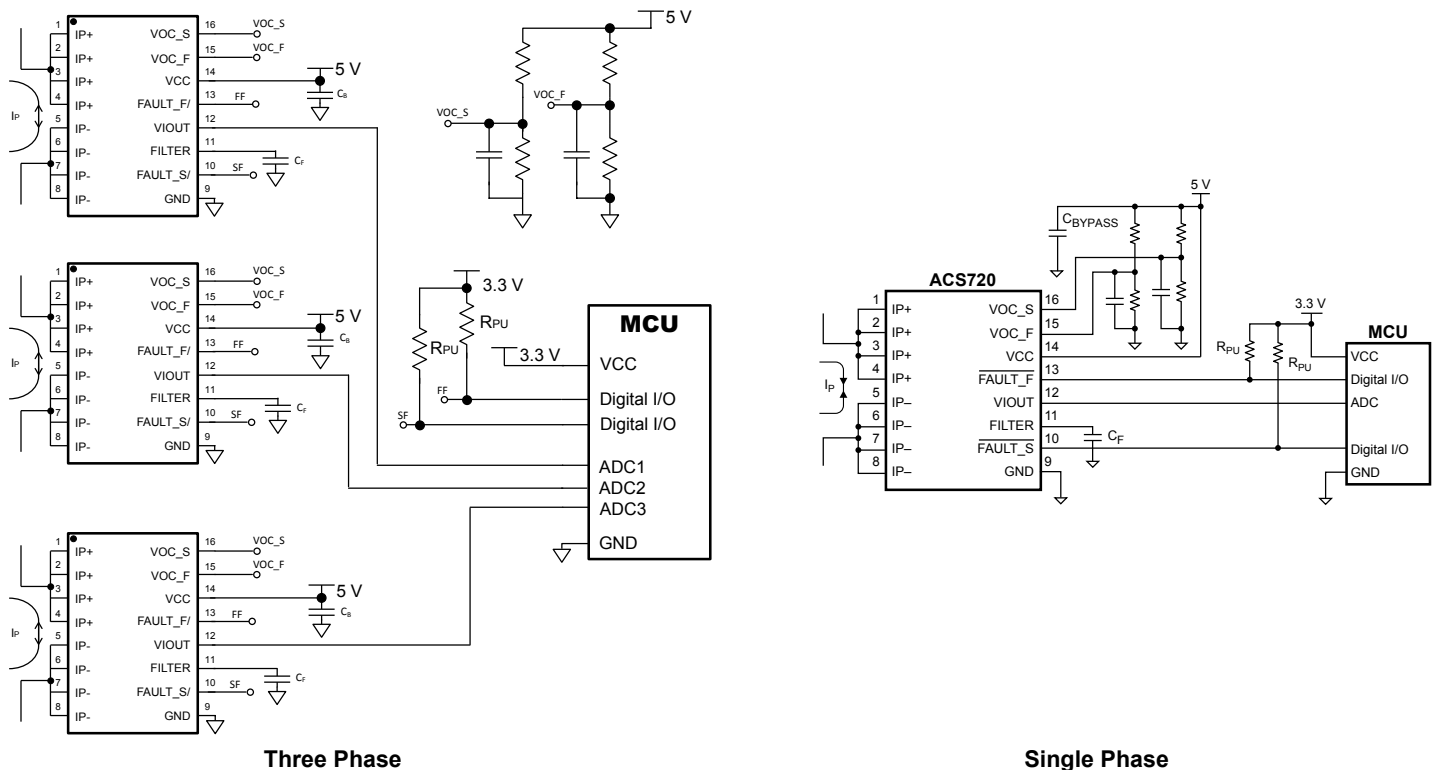 1 IP+ VOC_S 16 VOC_S
2 IP+ VOC_F 15 VOC_F
3 IP+ VCC 14 5 V
4 IP+ FAULT_F/ 13 FF CB
IP
5 IP- VIOUT 12
6 IP- FILTER 11 CF
7 IP- FAULT_S/ 10 SF
8 IP- GND 9
5 V
VOC_F
VOC_S
1 IP+ VOC_S 16 VOC_S
2 IP+ VOC_F 15 VOC_F
3 IP+ VCC 14 5 V
4 IP+ FAULT_F/ 13 FF CB
IP
5 IP- VIOUT 12
6 IP- FILTER 11 CF
7 IP- FAULT_S/ 10 SF
8 IP- GND 9
3.3 V
RPU
RPU
3.3 V
FF
SF
MCU
VCC
Digital I/O
Digital I/O
ADC1
ADC2
ADC3
GND
1 IP+ VOC_S 16 VOC_S
2 IP+ VOC_F 15 VOC_F
3 IP+ VCC 14 5 V
4 IP+ FAULT_F/ 13 FF CB
IP
5 IP- VIOUT 12
6 IP- FILTER 11 CF
7 IP- FAULT_S/ 10 SF
8 IP- GND 9
Three Phase
5 V
CBYPASS
ACS720
1 IP+ VOC_S 16
2 IP+ VOC_F 15
3 IP+ VCC 14
4 IP+ FAULT_F 13
IP
5 IP– VIOUT 12
6 IP– FILTER 11
7 IP– FAULT_S 10
8 IP– GND 9
CF
3.3 V
RPU
RPU
MCU
VCC
Digital I/O
ADC
Digital I/O
GND
Single Phase